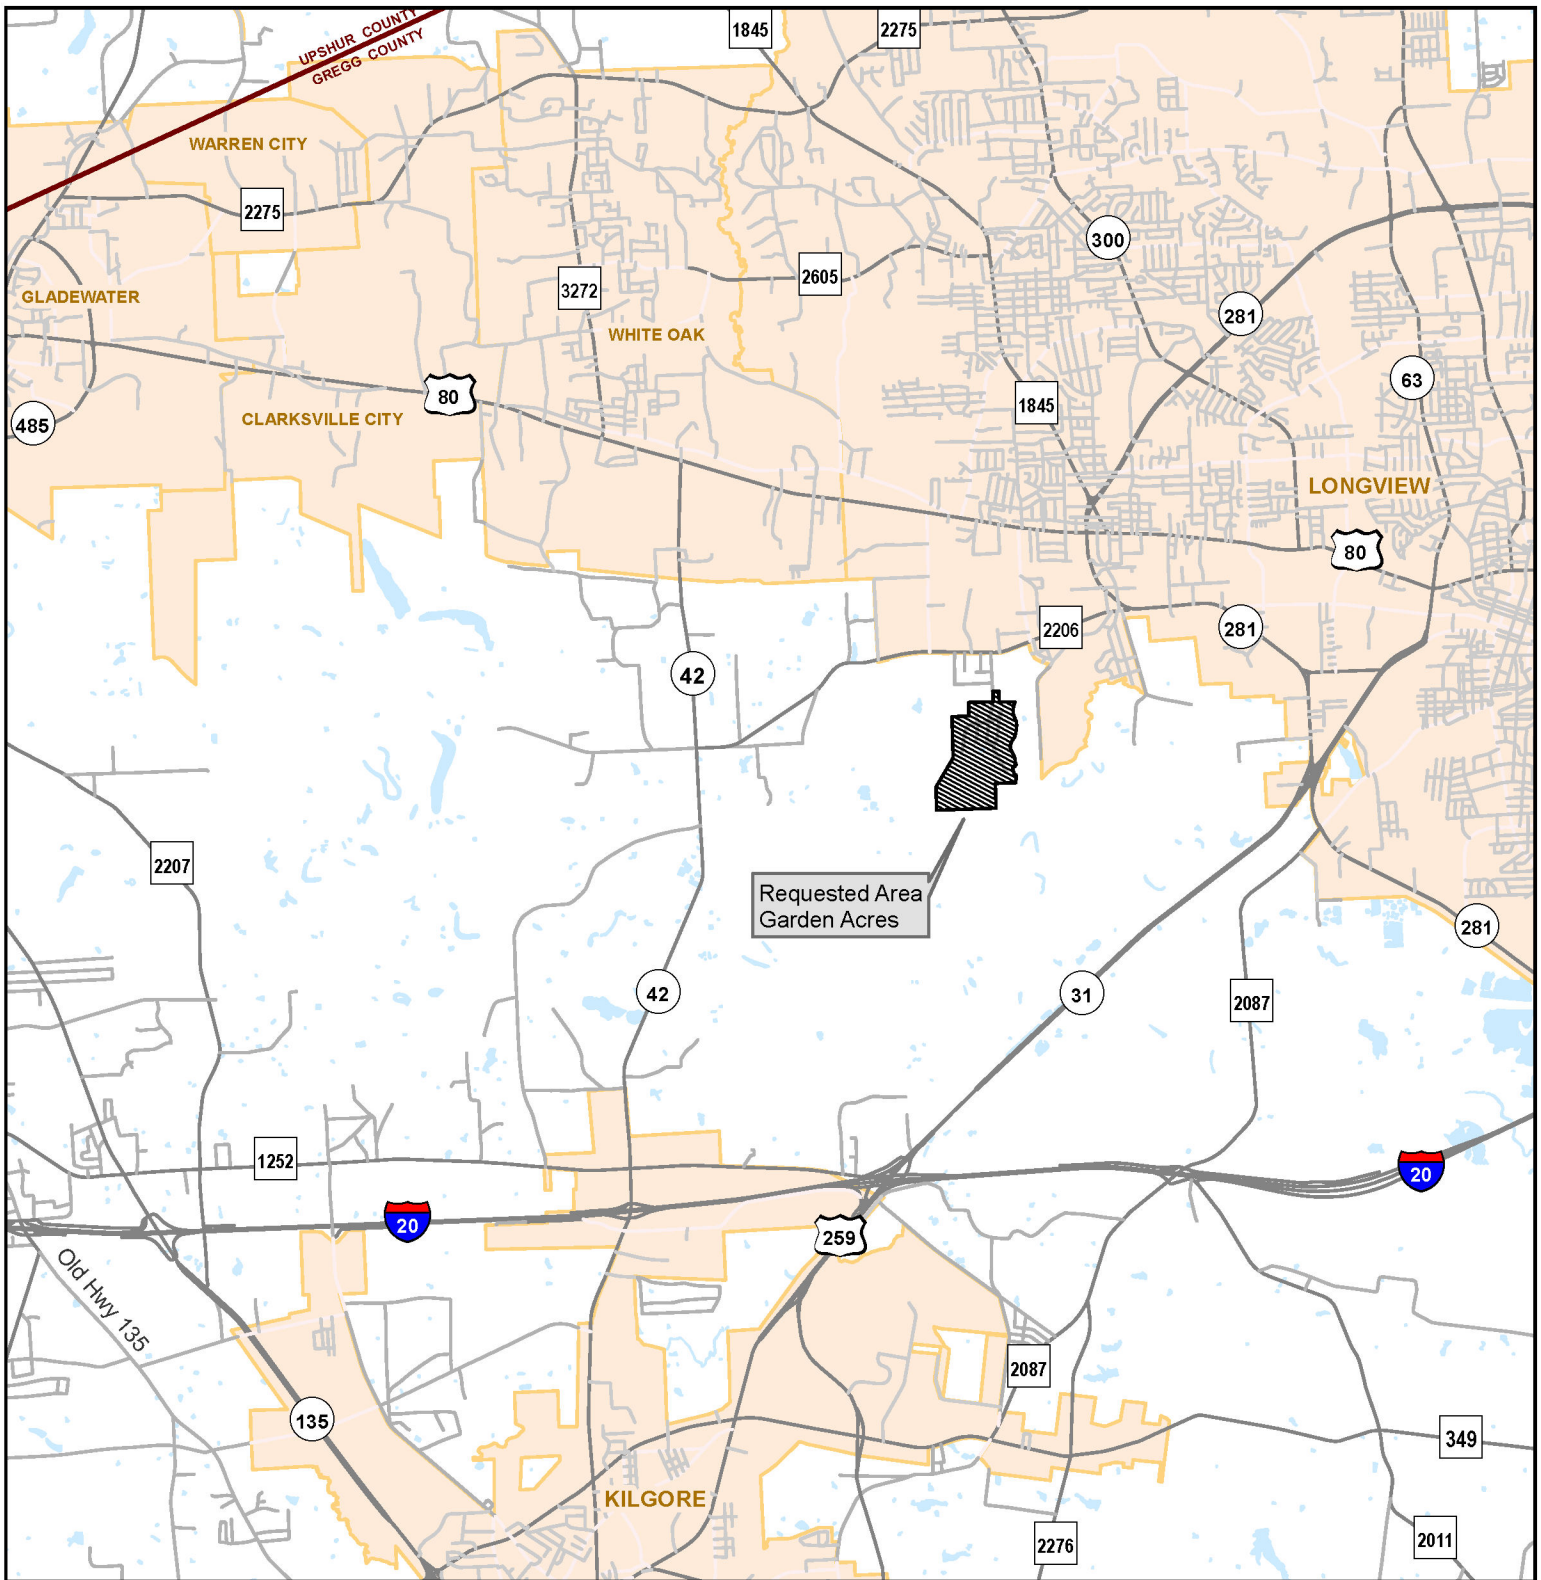 UPSHUR COUNTY
GREGG COUNTY
1845
2275
WARREN CITY
2275
300
2605
3272
GLADEWATER
281
WHITE OAK
63
80
1845
CLARKSVILLE CITY
485
LONGVIEW
80
2206
281
42
2207
Requested Area
Garden Acres
281
42
31
2087
1252
20
20
259
Old Hwy 135
2087
135
349
KILGORE
2276
2011